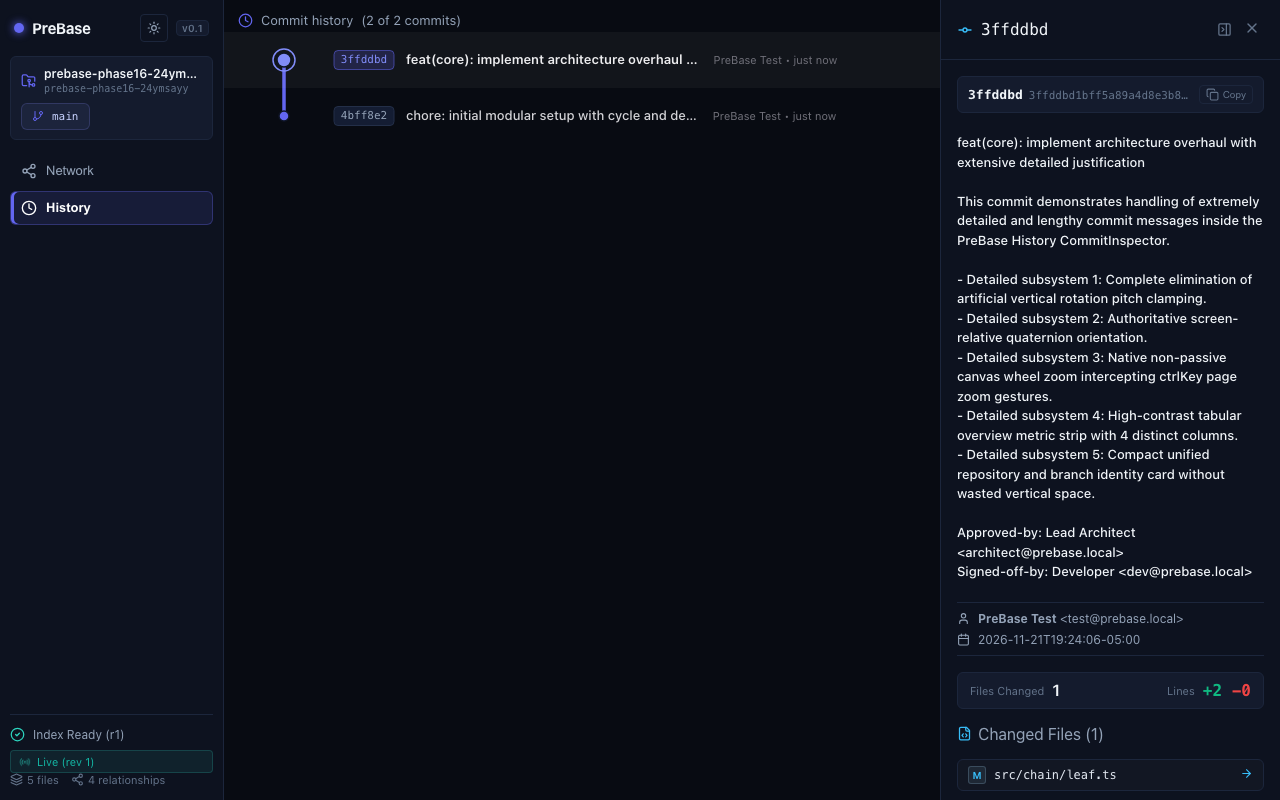 PreBase
v0.1
prebase-phase16-24ym...
prebase-phase16-24ymsayy
main
Network
History
Index Ready (r1)
Live (rev 1)
5 files 4 relationships
Commit history (2 of 2 commits)
3ffddbd feat(core): implement architecture overhaul ... PreBase Test • just now
4bff8e2 chore: initial modular setup with cycle and de... PreBase Test • just now
3ffddbd
3ffddbd 3ffddbd1bff5a89a4d8e3b8... Copy
feat(core): implement architecture overhaul with
extensive detailed justification
This commit demonstrates handling of extremely
detailed and lengthy commit messages inside the
PreBase History CommitInspector.
- Detailed subsystem 1: Complete elimination of
artificial vertical rotation pitch clamping.
- Detailed subsystem 2: Authoritative screen-
relative quaternion orientation.
- Detailed subsystem 3: Native non-passive
canvas wheel zoom intercepting ctrlKey page
zoom gestures.
- Detailed subsystem 4: High-contrast tabular
overview metric strip with 4 distinct columns.
- Detailed subsystem 5: Compact unified
repository and branch identity card without
wasted vertical space.
Approved-by: Lead Architect
<architect@prebase.local>
Signed-off-by: Developer <dev@prebase.local>
PreBase Test <test@prebase.local>
2026-11-21T19:24:06-05:00
Files Changed 1 Lines +2 −0
Changed Files (1)
M src/chain/leaf.ts